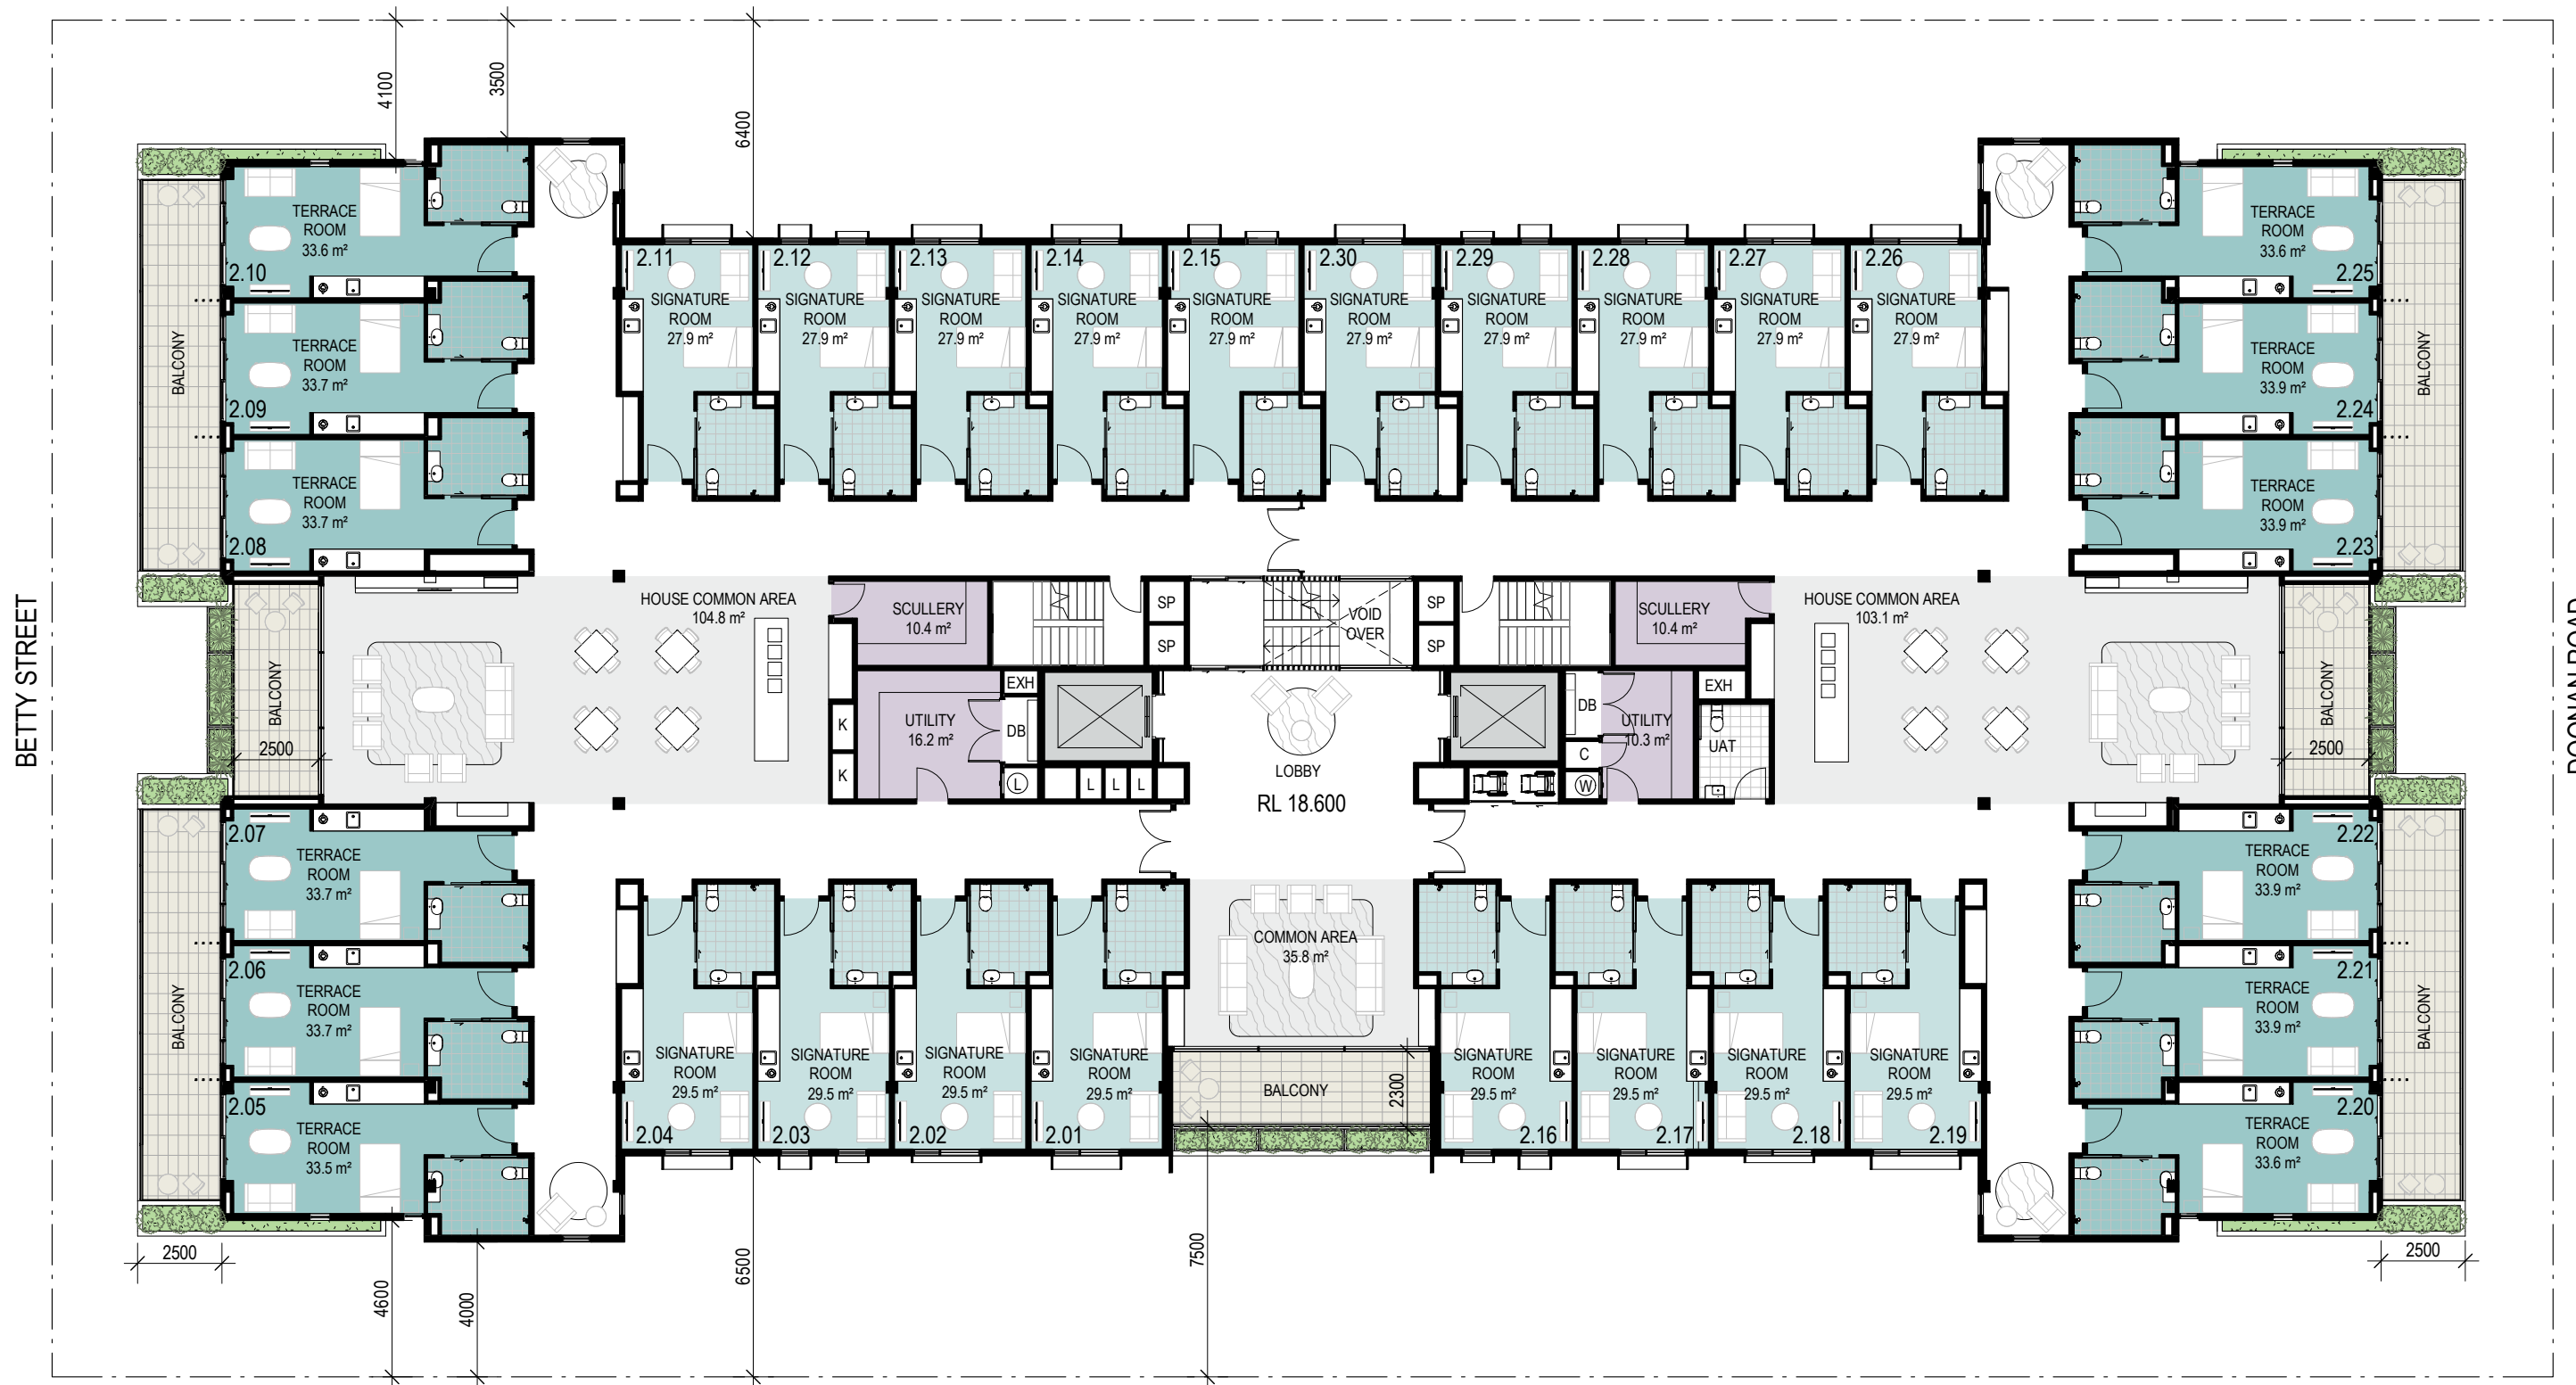 4100
3500
6400
TERRACE
ROOM
33.6 m²
2.10
TERRACE
ROOM
33.7 m²
2.09
TERRACE
ROOM
33.7 m²
2.08
BALCONY
2.11
SIGNATURE
ROOM
27.9 m²
2.12
SIGNATURE
ROOM
27.9 m²
2.13
SIGNATURE
ROOM
27.9 m²
2.14
SIGNATURE
ROOM
27.9 m²
2.15
SIGNATURE
ROOM
27.9 m²
2.30
SIGNATURE
ROOM
27.9 m²
2.29
SIGNATURE
ROOM
27.9 m²
2.28
SIGNATURE
ROOM
27.9 m²
2.27
SIGNATURE
ROOM
27.9 m²
2.26
SIGNATURE
ROOM
27.9 m²
TERRACE
ROOM
33.6 m²
2.25
TERRACE
ROOM
33.9 m²
2.24
TERRACE
ROOM
33.9 m²
2.23
BALCONY
BETTY STREET
BALCONY
2500
HOUSE COMMON AREA
104.8 m²
SCULLERY
10.4 m²
SP
SP
VOID
OVER
SP
SP
SCULLERY
10.4 m²
HOUSE COMMON AREA
103.1 m²
K
K
UTILITY
16.2 m²
EXH
DB
L
L
L
L
LOBBY
RL 18.600
DB
C
W
UTILITY
10.3 m²
EXH
UAT
BALCONY
2500
DOONAN ROAD
2.07
TERRACE
ROOM
33.7 m²
2.06
TERRACE
ROOM
33.7 m²
2.05
TERRACE
ROOM
33.5 m²
BALCONY
SIGNATURE
ROOM
29.5 m²
2.04
SIGNATURE
ROOM
29.5 m²
2.03
SIGNATURE
ROOM
29.5 m²
2.02
SIGNATURE
ROOM
29.5 m²
2.01
COMMON AREA
35.8 m²
BALCONY
2300
SIGNATURE
ROOM
29.5 m²
2.16
SIGNATURE
ROOM
29.5 m²
2.17
SIGNATURE
ROOM
29.5 m²
2.18
SIGNATURE
ROOM
29.5 m²
2.19
2.22
TERRACE
ROOM
33.9 m²
2.21
TERRACE
ROOM
33.9 m²
2.20
TERRACE
ROOM
33.6 m²
BALCONY
2500
4600
4000
6500
7500
2500